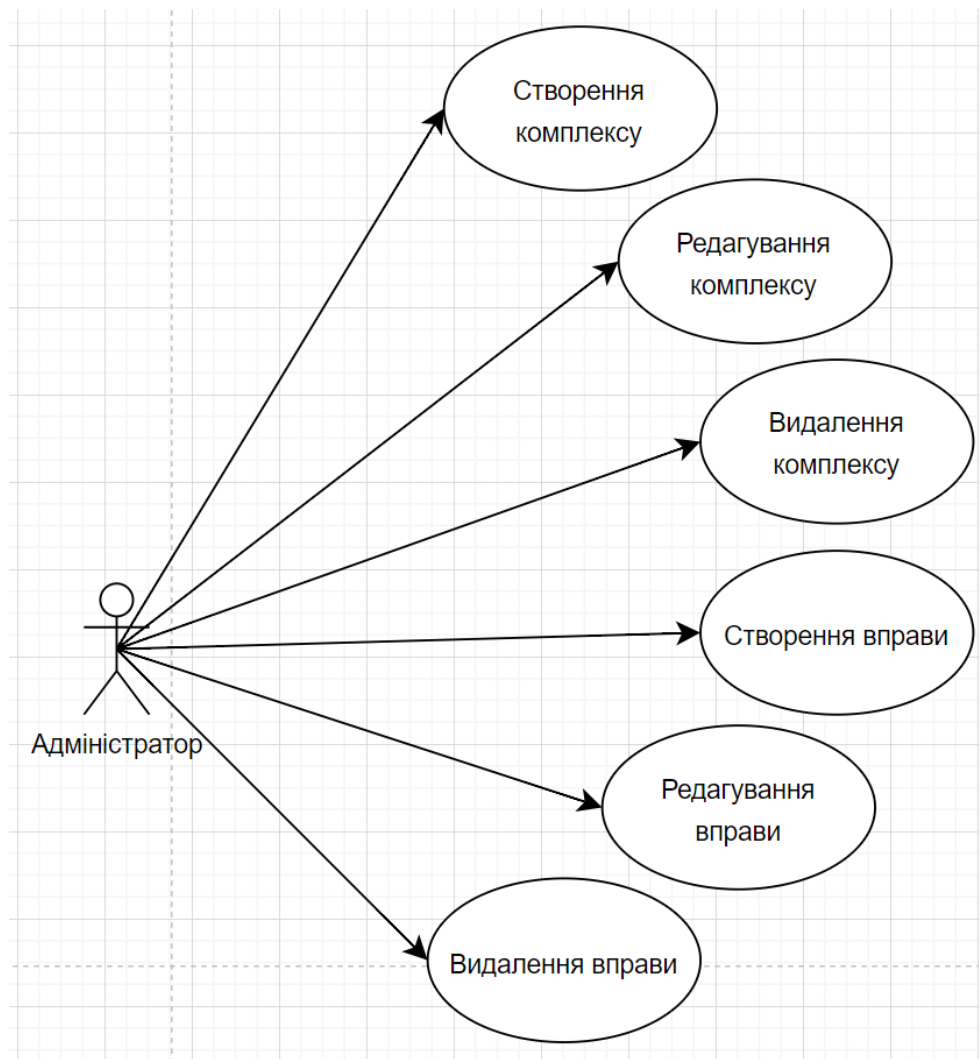 Створення
комплексу
Редагування
комплексу
Видалення
комплексу
Створення вправи
Адміністратор
Редагування
вправи
Видалення вправи